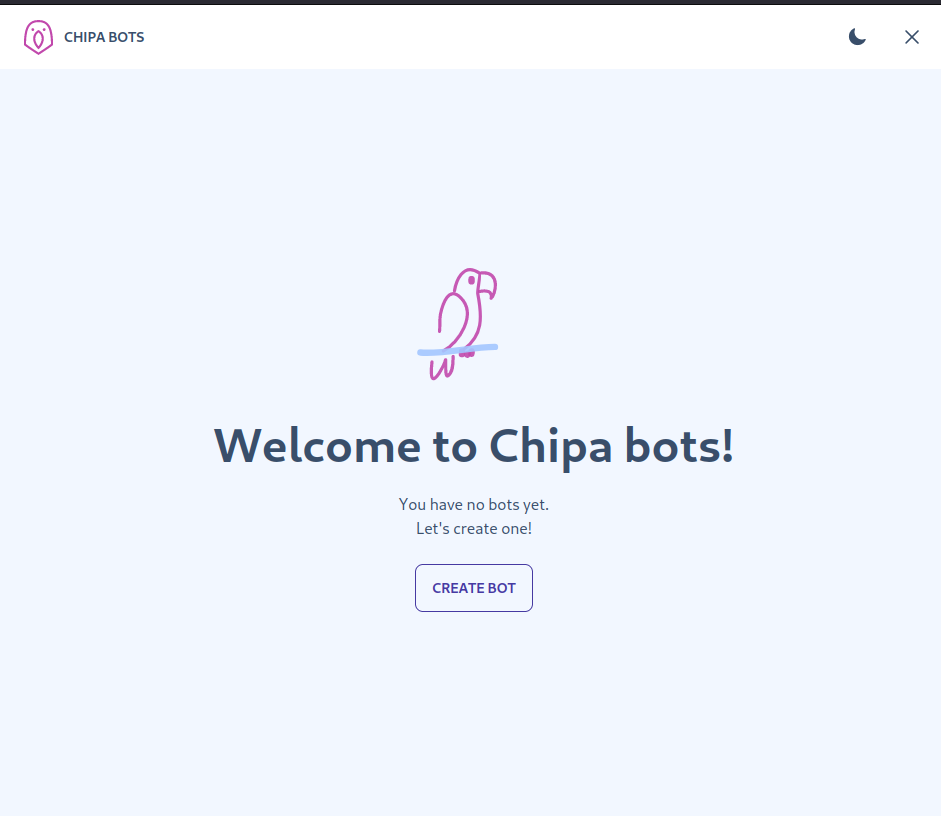 CHIPA BOTS
Welcome to Chipa bots!
You have no bots yet.
Let's create one!
CREATE BOT